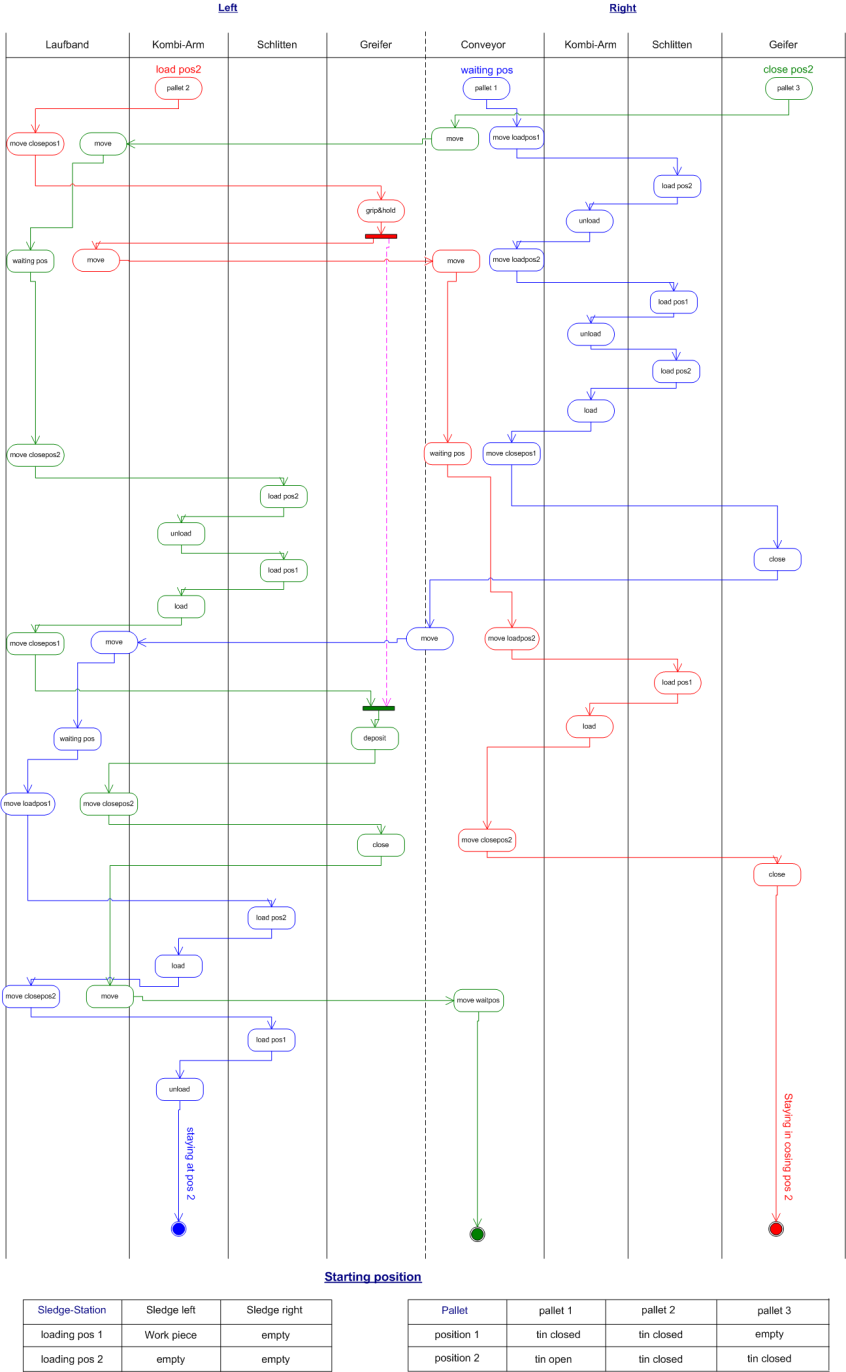 Left Right
Laufband Kombi-Arm Schlitten Greifer Conveyor Kombi-Arm Schlitten Geifer
load pos2 waiting pos close pos2
pallet 2 pallet 1 pallet 3
move closepos1 move move move loadpos1
load pos2
grip&hold
unload
waiting pos move move move loadpos2
load pos1
unload
load pos2
load
move closepos2 waiting pos move closepos1
load pos2
unload
close
load pos1
load
move closepos1 move move move loadpos2
load pos1
load
waiting pos deposit
move loadpos1 move closepos2
close move closepos2
close
load pos2
load
move closepos2 move move waitpos
load pos1
unload
staying at pos 2
Staying in cosing pos 2
Starting position
Sledge-Station Sledge left Sledge right
loading pos 1 Work piece empty
loading pos 2 empty empty
Pallet pallet 1 pallet 2 pallet 3
position 1 tin closed tin closed empty
position 2 tin open tin closed tin closed